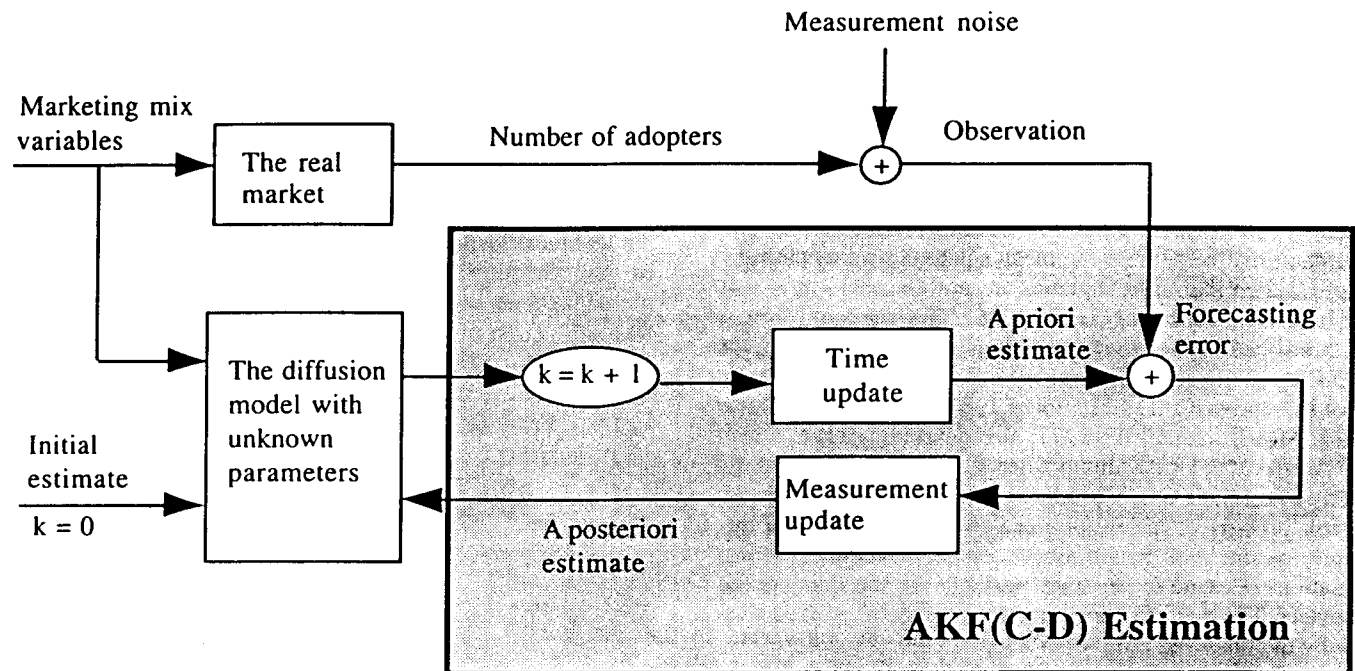 Measurement noise
Marketing mix
variables
The real
market
Number of adopters
+
Observation
The diffusion
model with
unknown
parameters
Initial
estimate
k = 0
k = k + 1
Time
update
A priori
estimate
Forecasting
error
+
Measurement
update
A posteriori
estimate
AKF(C-D) Estimation